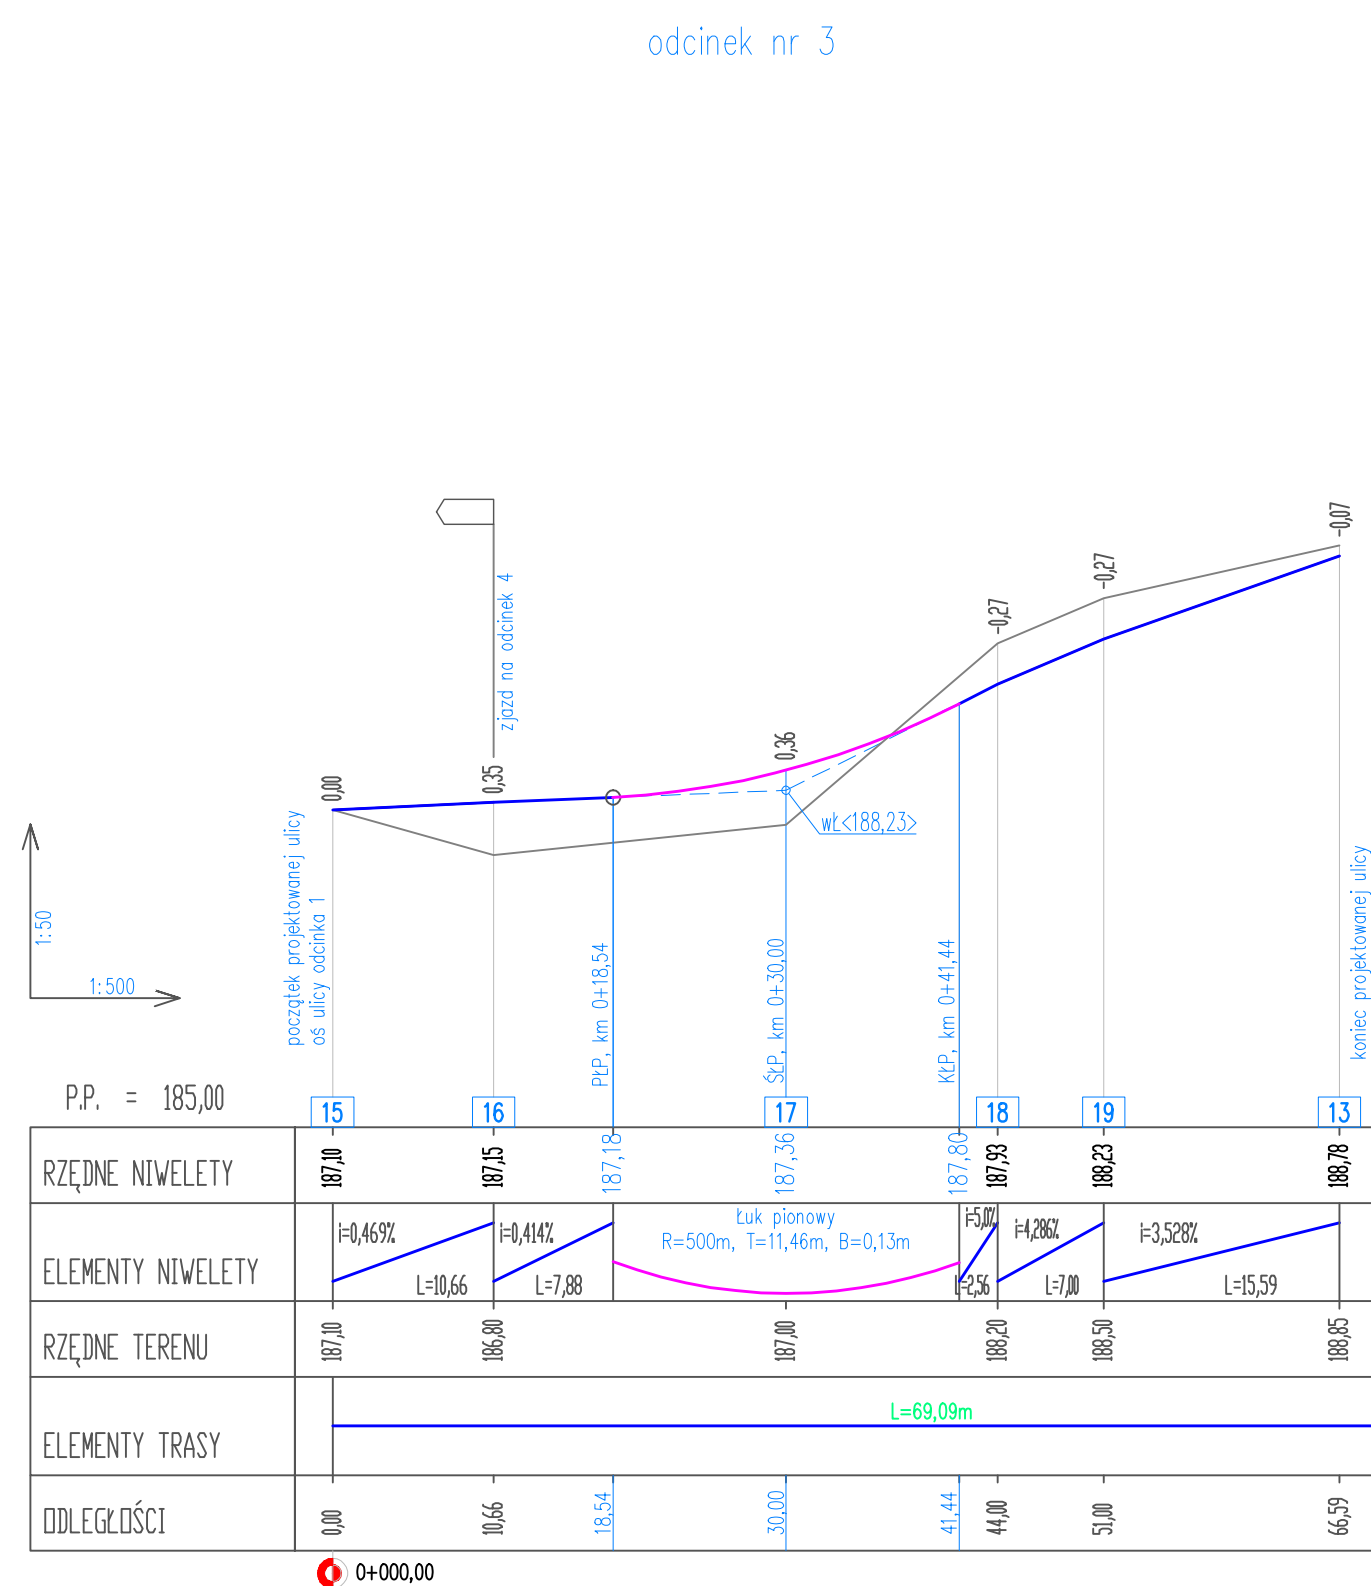 odcinek nr 3
zjazd na odcinek 4
0,00
0,35
0,36
-0,27
-0,27
-0,07
wŁ<188,23>
początek projektowanej ulicy
oś ulicy odcinka 1
PŁP, km 0+18,54
ŚŁP, km 0+30,00
KŁP, km 0+41,44
koniec projektowanej ulicy
1:50
1:500
P.P. = 185,00
15
16
17
18
19
13
RZĘDNE NIWELETY
187,10
187,15
187,18
187,36
187,80
187,93
188,23
188,78
ELEMENTY NIWELETY
i=0,469%
L=10,66
i=0,414%
L=7,88
Łuk pionowy
R=500m, T=11,46m, B=0,13m
i=5,0%
L=2,56
i=4,286%
L=7,00
i=3,528%
L=15,59
RZĘDNE TERENU
187,10
186,80
187,00
188,20
188,50
188,85
ELEMENTY TRASY
L=69,09m
ODLEGŁOŚCI
0,00
10,66
18,54
30,00
41,44
44,00
51,00
66,59
0+000,00